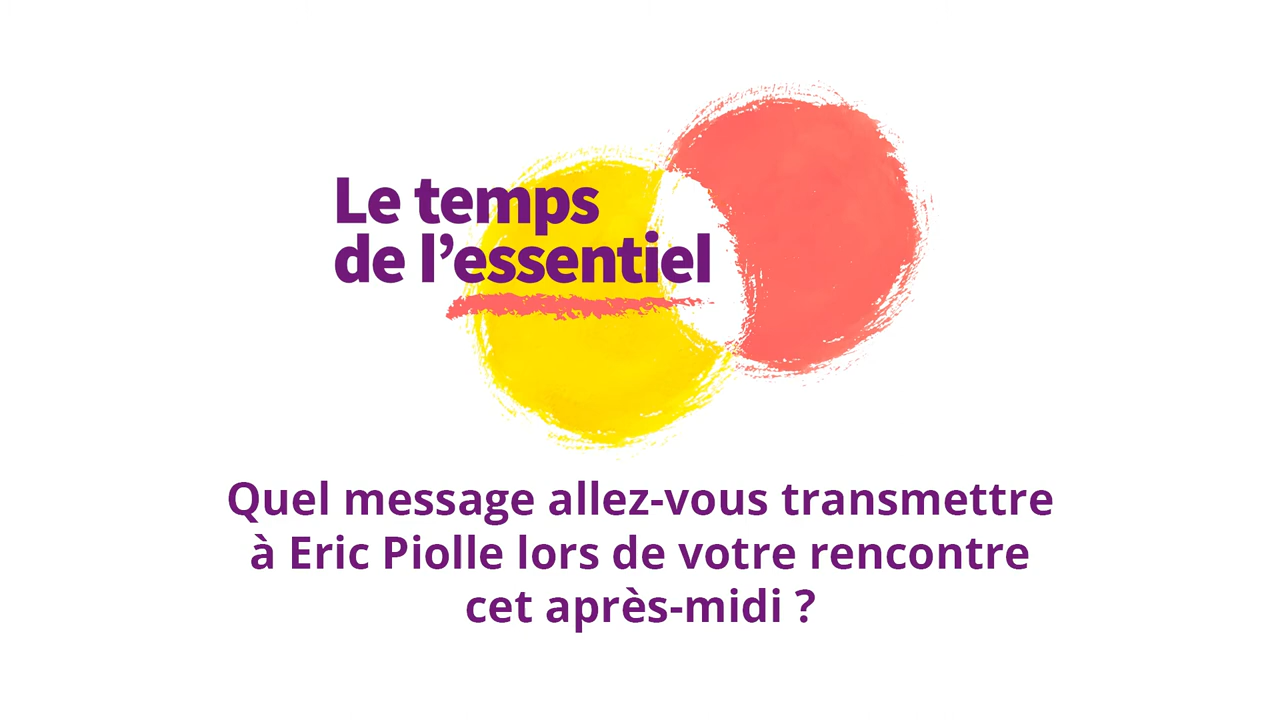 Le temps
de l’essentiel
Quel message allez-vous transmettre
à Eric Piolle lors de votre rencontre
cet après-midi ?